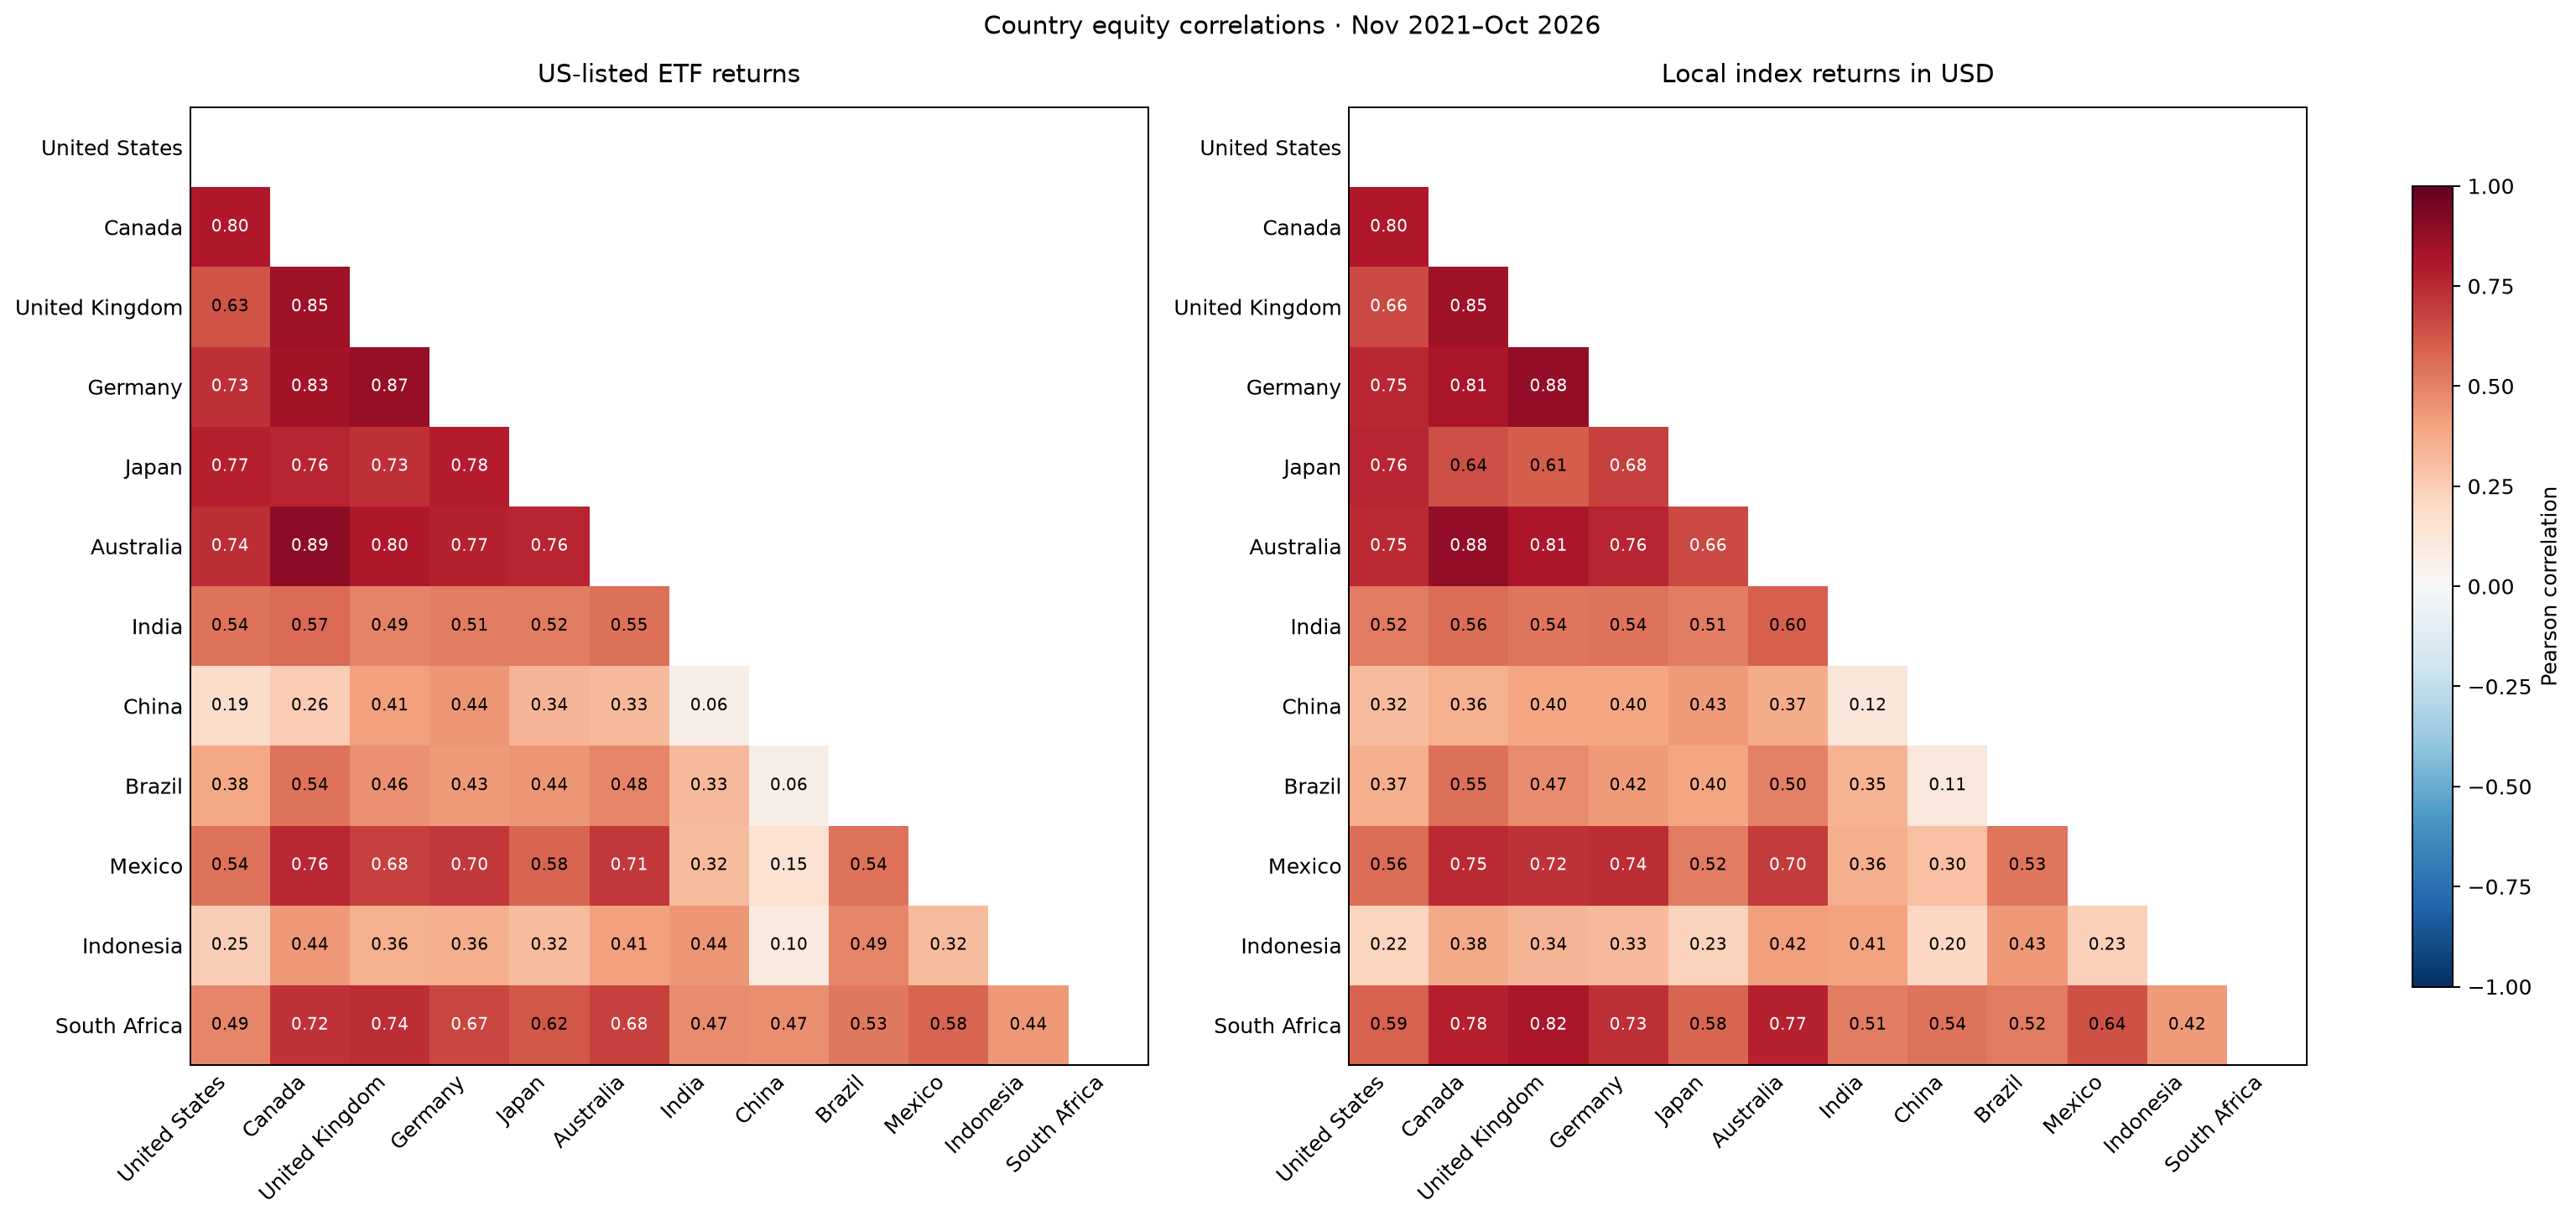 Country equity correlations · Nov 2021–Oct 2026
US-listed ETF returns
United States
Canada
United Kingdom
Germany
Japan
Australia
India
China
Brazil
Mexico
Indonesia
South Africa
0.80
0.63 0.85
0.73 0.83 0.87
0.77 0.76 0.73 0.78
0.74 0.89 0.80 0.77 0.76
0.54 0.57 0.49 0.51 0.52 0.55
0.19 0.26 0.41 0.44 0.34 0.33 0.06
0.38 0.54 0.46 0.43 0.44 0.48 0.33 0.06
0.54 0.76 0.68 0.70 0.58 0.71 0.32 0.15 0.54
0.25 0.44 0.36 0.36 0.32 0.41 0.44 0.10 0.49 0.32
0.49 0.72 0.74 0.67 0.62 0.68 0.47 0.47 0.53 0.58 0.44
United States
Canada
United Kingdom
Germany
Japan
Australia
India
China
Brazil
Mexico
Indonesia
South Africa
Local index returns in USD
United States
Canada
United Kingdom
Germany
Japan
Australia
India
China
Brazil
Mexico
Indonesia
South Africa
0.80
0.66 0.85
0.75 0.81 0.88
0.76 0.64 0.61 0.68
0.75 0.88 0.81 0.76 0.66
0.52 0.56 0.54 0.54 0.51 0.60
0.32 0.36 0.40 0.40 0.43 0.37 0.12
0.37 0.55 0.47 0.42 0.40 0.50 0.35 0.11
0.56 0.75 0.72 0.74 0.52 0.70 0.36 0.30 0.53
0.22 0.38 0.34 0.33 0.23 0.42 0.41 0.20 0.43 0.23
0.59 0.78 0.82 0.73 0.58 0.77 0.51 0.54 0.52 0.64 0.42
United States
Canada
United Kingdom
Germany
Japan
Australia
India
China
Brazil
Mexico
Indonesia
South Africa
1.00
0.75
0.50
0.25
0.00
−0.25
−0.50
−0.75
−1.00
Pearson correlation